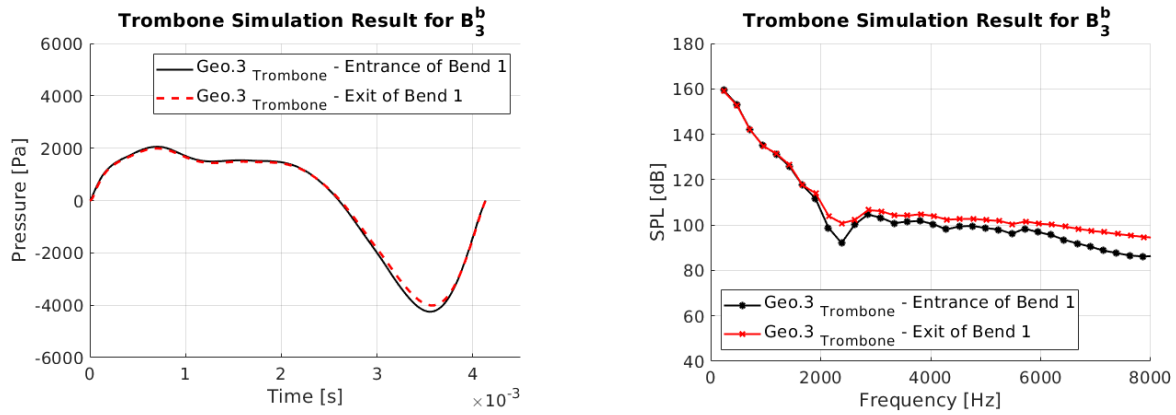 Trombone Simulation Result for B₃ᵇ
6000
4000
2000
0
-2000
-4000
-6000
Pressure [Pa]
Geo.3 Trombone - Entrance of Bend 1
Geo.3 Trombone - Exit of Bend 1
0
1
2
3
4
×10⁻³
Time [s]
Trombone Simulation Result for B₃ᵇ
180
160
140
120
100
80
60
40
SPL [dB]
Geo.3 Trombone - Entrance of Bend 1
Geo.3 Trombone - Exit of Bend 1
0
2000
4000
6000
8000
Frequency [Hz]